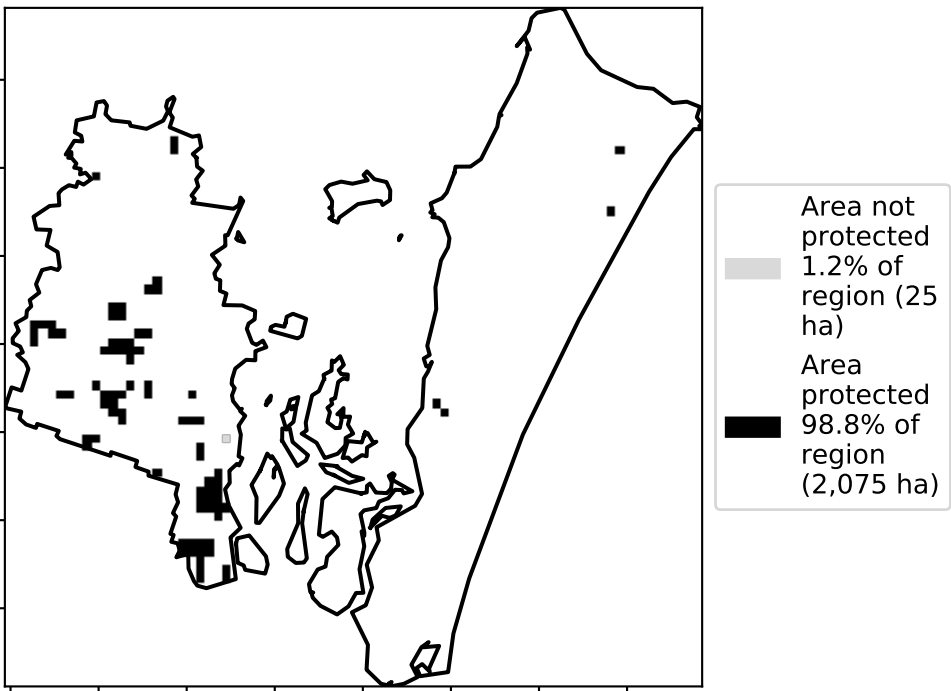 Area not
protected
1.2% of
region (25
ha)
Area
protected
98.8% of
region
(2,075 ha)